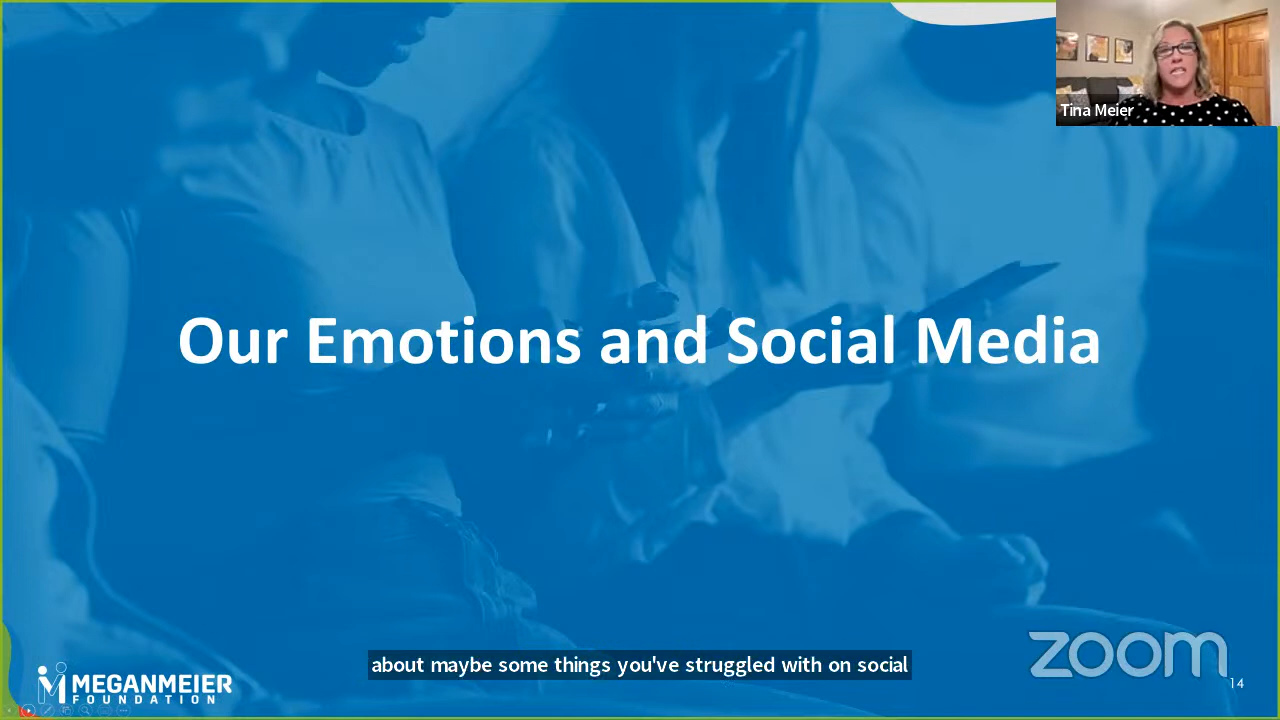 Tina Meier
Our Emotions and Social Media
about maybe some things you've struggled with on social
MEGANMEIER
FOUNDATION
zoom
14